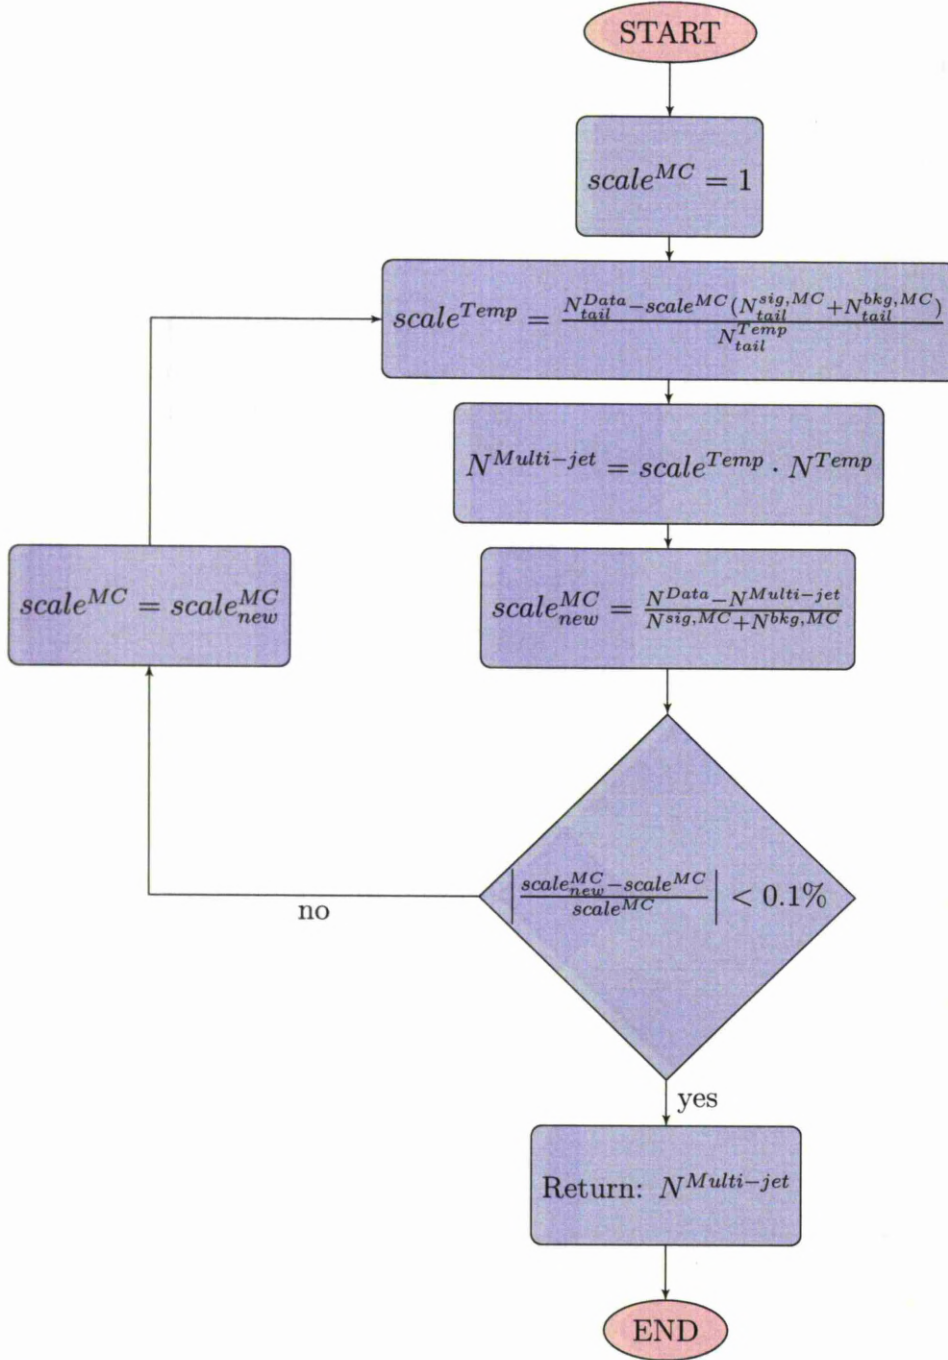 START
scale^{MC} = 1
scale^{Temp} = \frac{N_{tail}^{Data} - scale^{MC}(N_{tail}^{sig,MC} + N_{tail}^{bkg,MC})}{N_{tail}^{Temp}}
N^{Multi-jet} = scale^{Temp} \cdot N^{Temp}
scale^{MC} = scale_{new}^{MC}
scale_{new}^{MC} = \frac{N^{Data} - N^{Multi-jet}}{N^{sig,MC} + N^{bkg,MC}}
\left| \frac{scale_{new}^{MC} - scale^{MC}}{scale^{MC}} \right| < 0.1%
no
yes
Return: N^{Multi-jet}
END